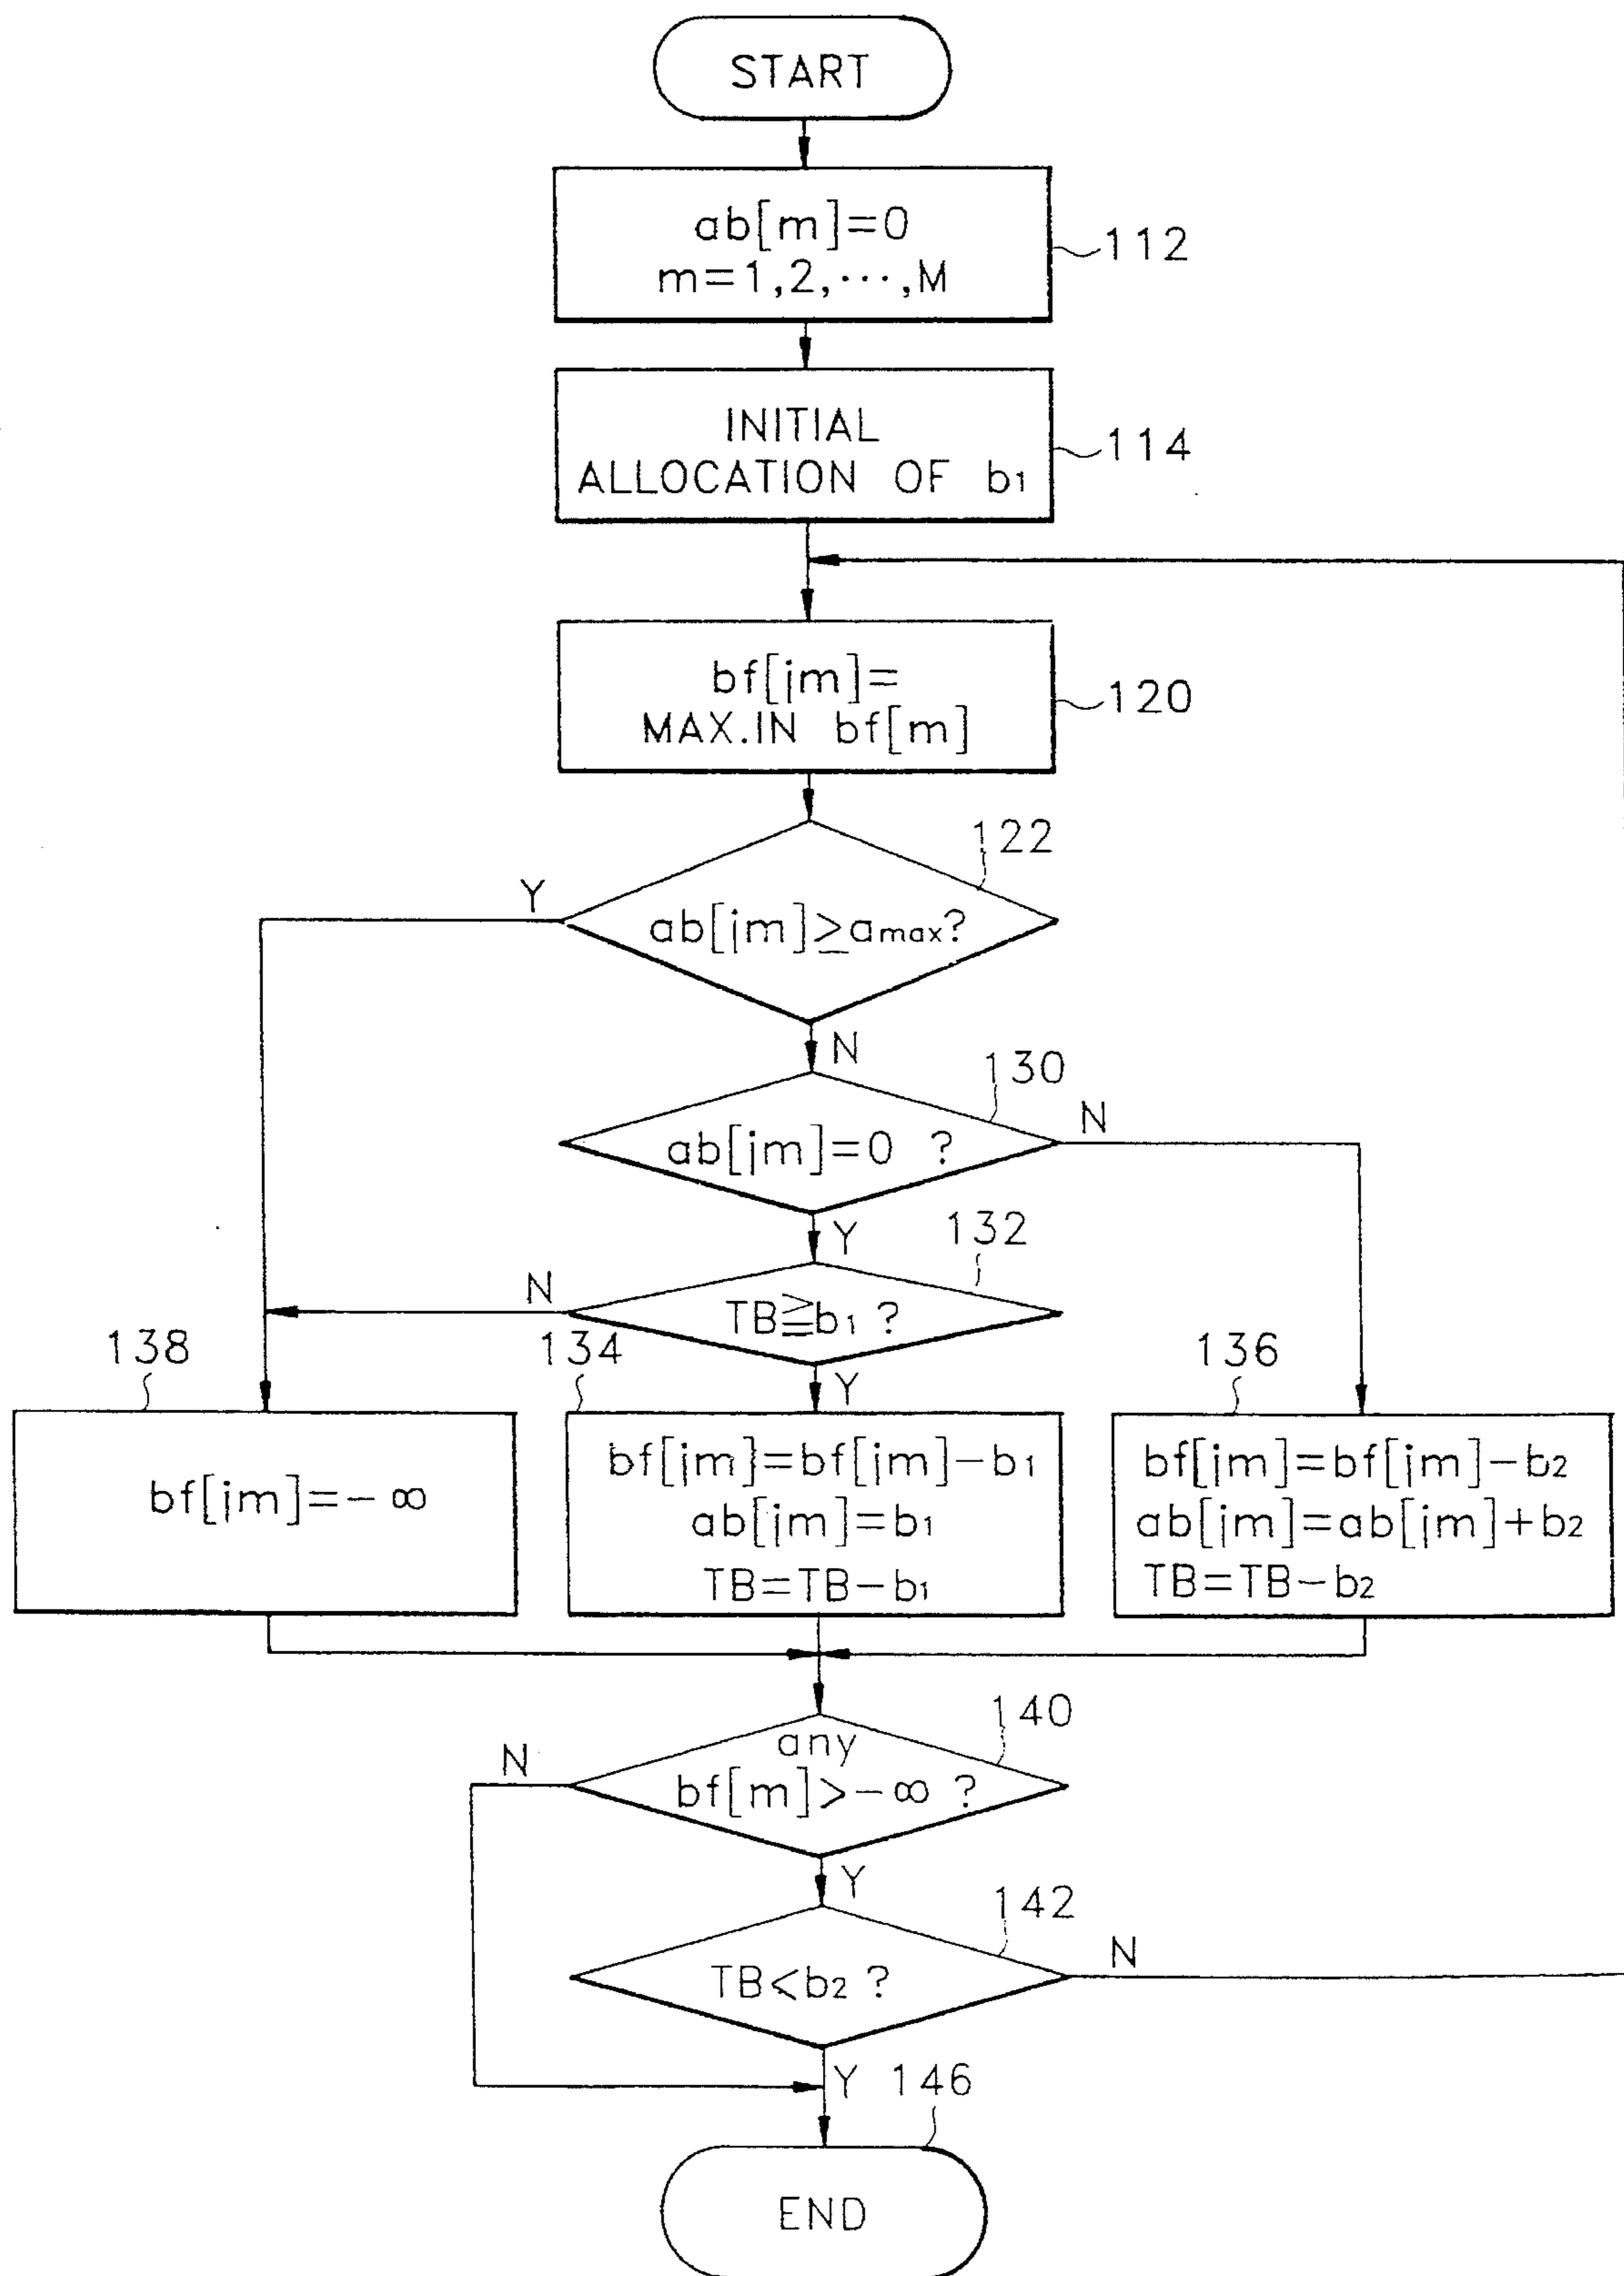 START
ab[m]=0
m=1,2,···,M
112
INITIAL
ALLOCATION OF b1
114
bf[jm]=
MAX.IN bf[m]
120
122
Y
ab[jm]≥amax?
N
130
ab[jm]=0 ?
N
Y
132
N
TB≧b1 ?
138
134
Y
136
bf[jm]=-∞
bf[jm]=bf[jm]-b1
ab[jm]=b1
TB=TB-b1
bf[jm]=bf[jm]-b2
ab[jm]=ab[jm]+b2
TB=TB-b2
140
N
any
bf[m]>-∞ ?
Y
142
TB<b2 ?
N
Y
146
END